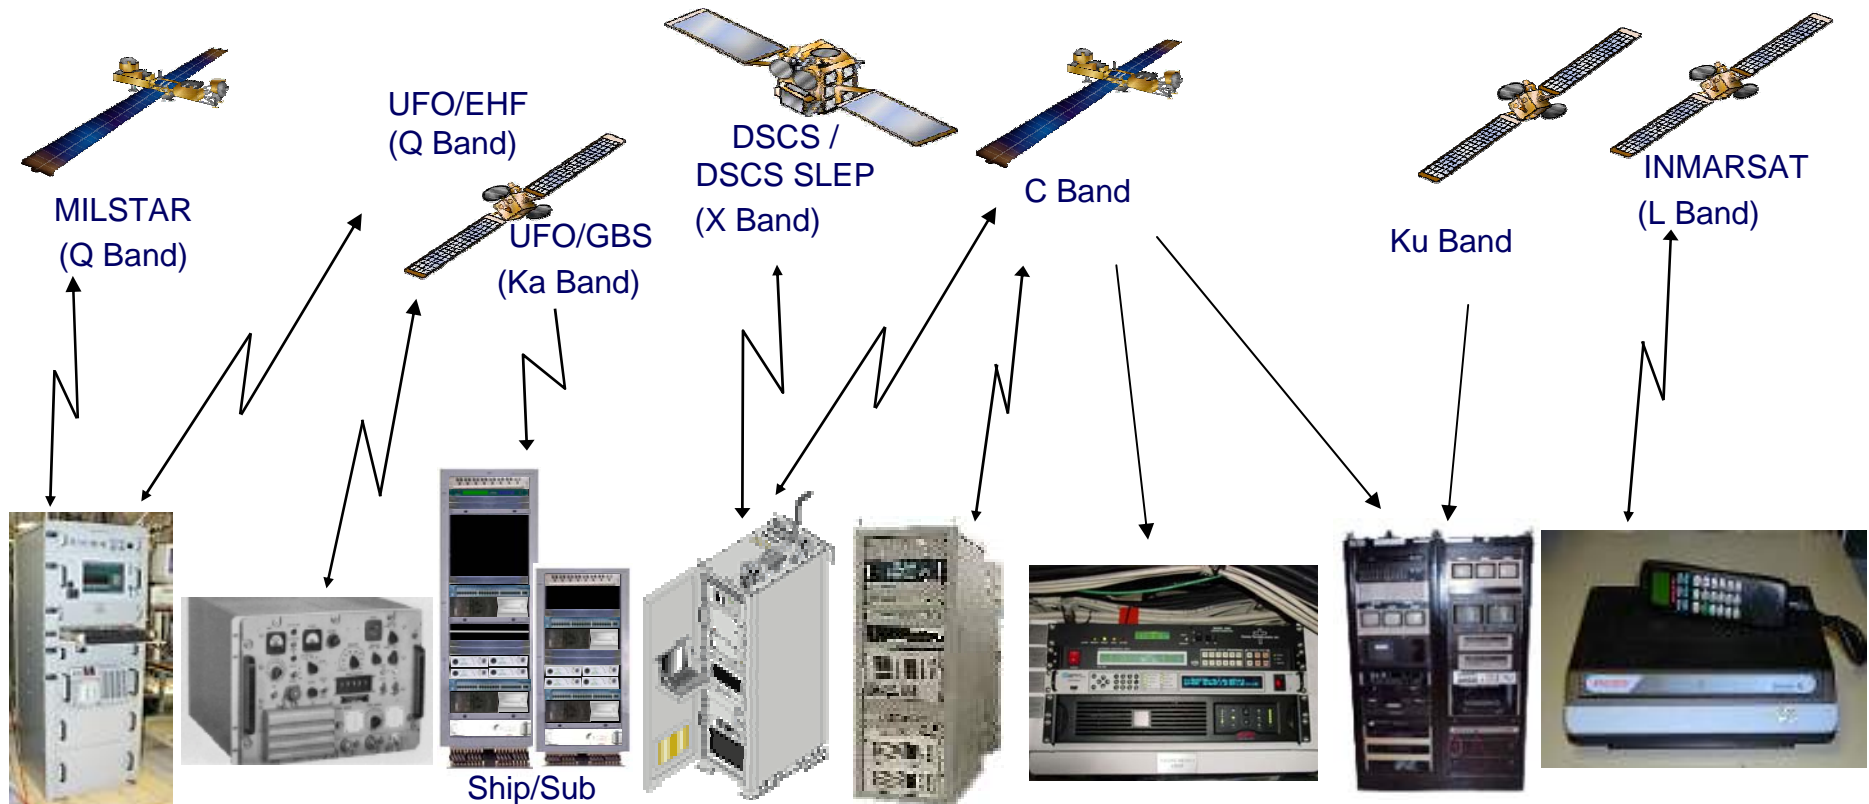 MILSTAR
(Q Band)
UFO/EHF
(Q Band)
UFO/GBS
(Ka Band)
DSCS /
DSCS SLEP
(X Band)
C Band
Ku Band
INMARSAT
(L Band)
Ship/Sub